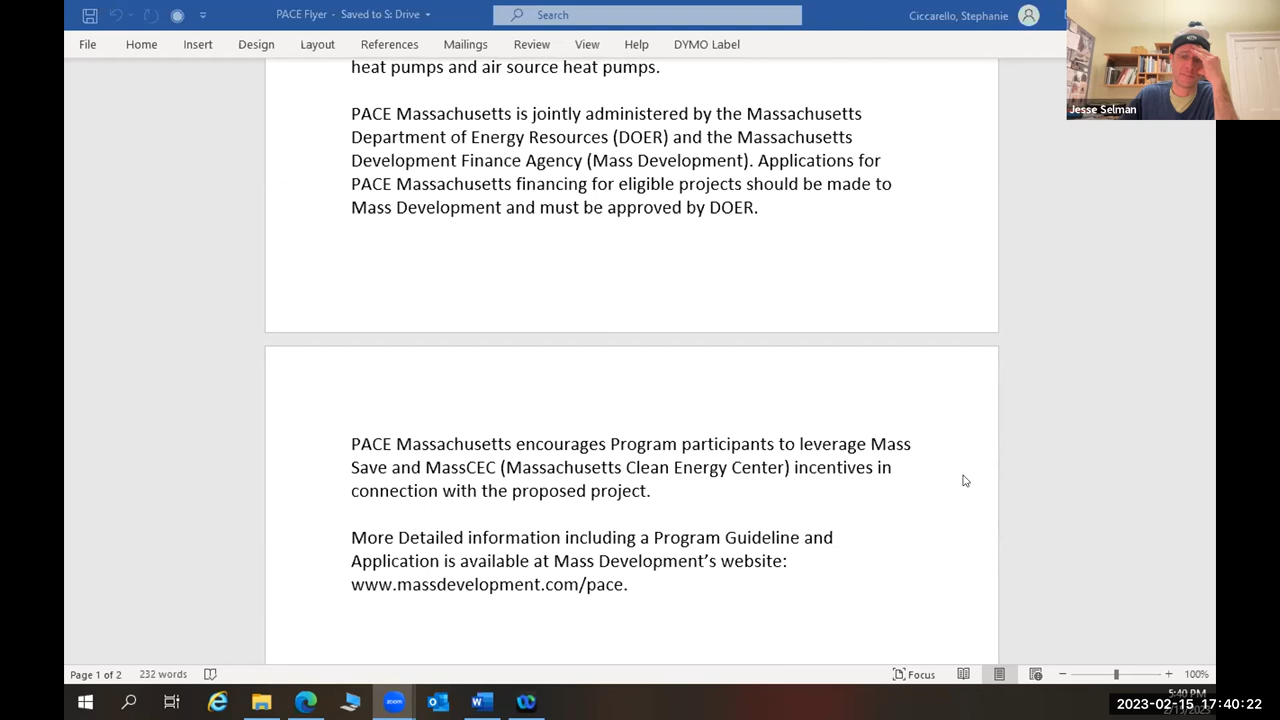 PACE Flyer - Saved to S: Drive
Search
Ciccarello, Stephanie
File Home Insert Design Layout References Mailings Review View Help DYMO Label
Jesse Selman
heat pumps and air source heat pumps.
PACE Massachusetts is jointly administered by the Massachusetts
Department of Energy Resources (DOER) and the Massachusetts
Development Finance Agency (Mass Development). Applications for
PACE Massachusetts financing for eligible projects should be made to
Mass Development and must be approved by DOER.
PACE Massachusetts encourages Program participants to leverage Mass
Save and MassCEC (Massachusetts Clean Energy Center) incentives in
connection with the proposed project.
More Detailed information including a Program Guideline and
Application is available at Mass Development’s website:
www.massdevelopment.com/pace.
Page 1 of 2 232 words Focus 100%
zoom
5:40 PM
2023-02-15 17:40:22